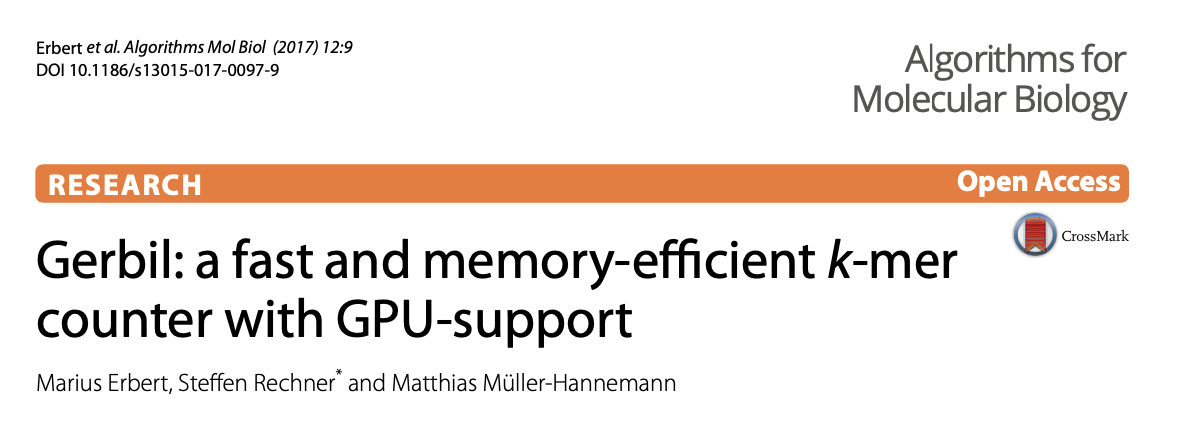 Erbert et al. Algorithms Mol Biol (2017) 12:9
DOI 10.1186/s13015-017-0097-9
Algorithms for
Molecular Biology
RESEARCH
Open Access
CrossMark
Gerbil: a fast and memory-efficient k-mer
counter with GPU-support
Marius Erbert, Steffen Rechner* and Matthias Müller-Hannemann